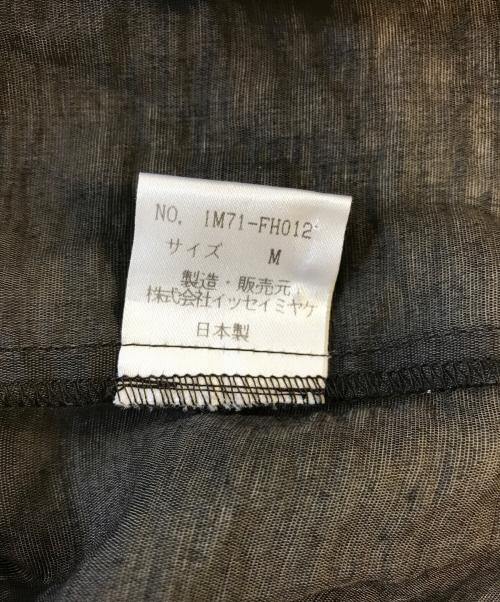 NO. IM71-FH012
サイズ M
製造・販売元
株式会社イッセイミヤケ
日本製